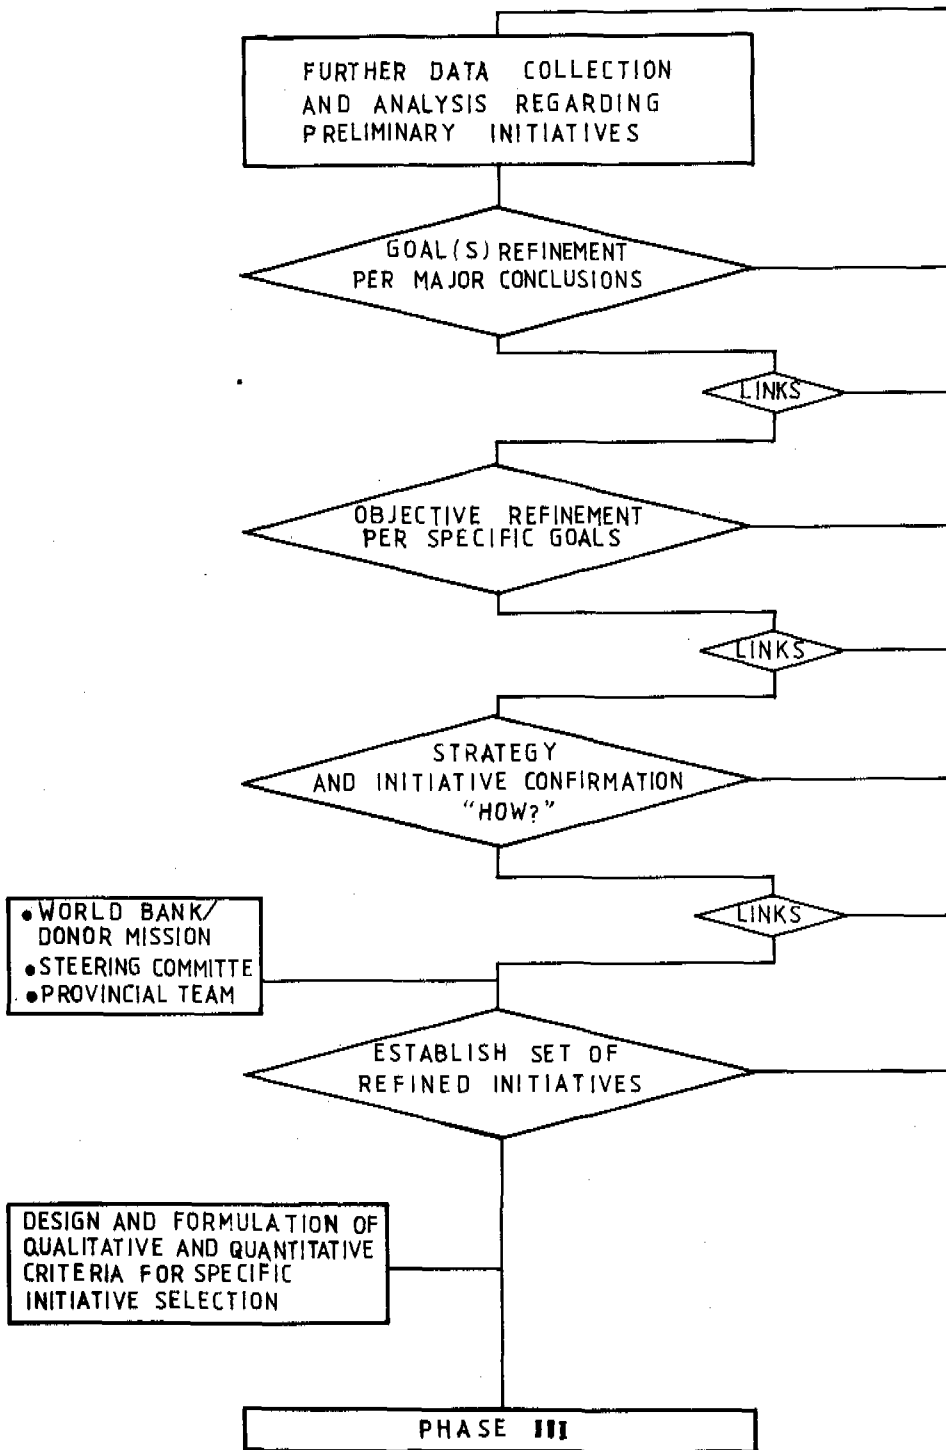 FURTHER DATA COLLECTION
AND ANALYSIS REGARDING
PRELIMINARY INITIATIVES
GOAL(S) REFINEMENT
PER MAJOR CONCLUSIONS
LINKS
OBJECTIVE REFINEMENT
PER SPECIFIC GOALS
LINKS
STRATEGY
AND INITIATIVE CONFIRMATION
"HOW?"
LINKS
• WORLD BANK/
DONOR MISSION
• STEERING COMMITTE
• PROVINCIAL TEAM
ESTABLISH SET OF
REFINED INITIATIVES
DESIGN AND FORMULATION OF
QUALITATIVE AND QUANTITATIVE
CRITERIA FOR SPECIFIC
INITIATIVE SELECTION
PHASE III